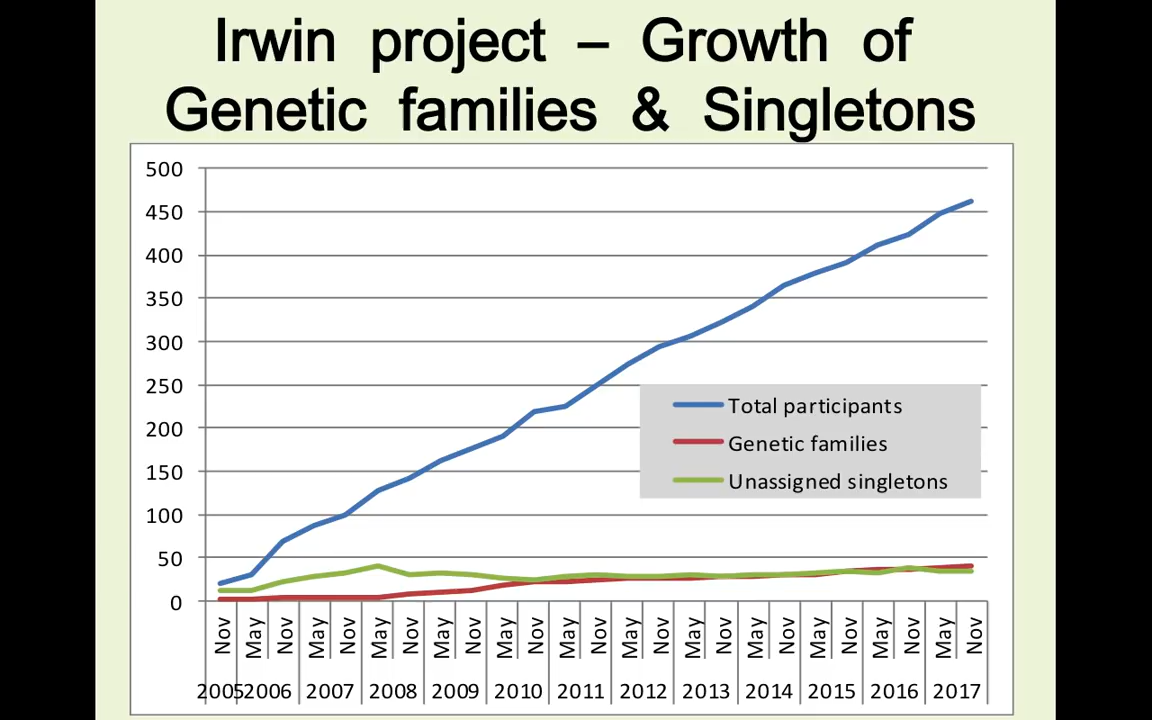 Irwin project – Growth of
Genetic families & Singletons
500
450
400
350
300
250
200
150
100
50
0
Total participants
Genetic families
Unassigned singletons
Nov May Nov May Nov May Nov May Nov May Nov May Nov May Nov May Nov May Nov May Nov May Nov May Nov
2005 2006 2007 2008 2009 2010 2011 2012 2013 2014 2015 2016 2017